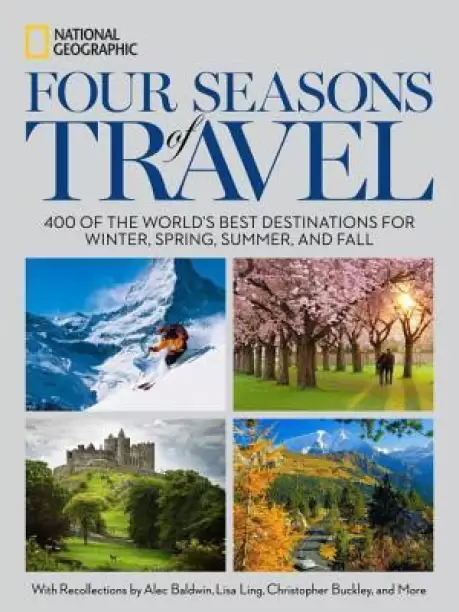 NATIONAL
GEOGRAPHIC
FOUR SEASONS
of
TRAVEL
400 OF THE WORLD'S BEST DESTINATIONS FOR
WINTER, SPRING, SUMMER, AND FALL
With Recollections by Alec Baldwin, Lisa Ling, Christopher Buckley, and More